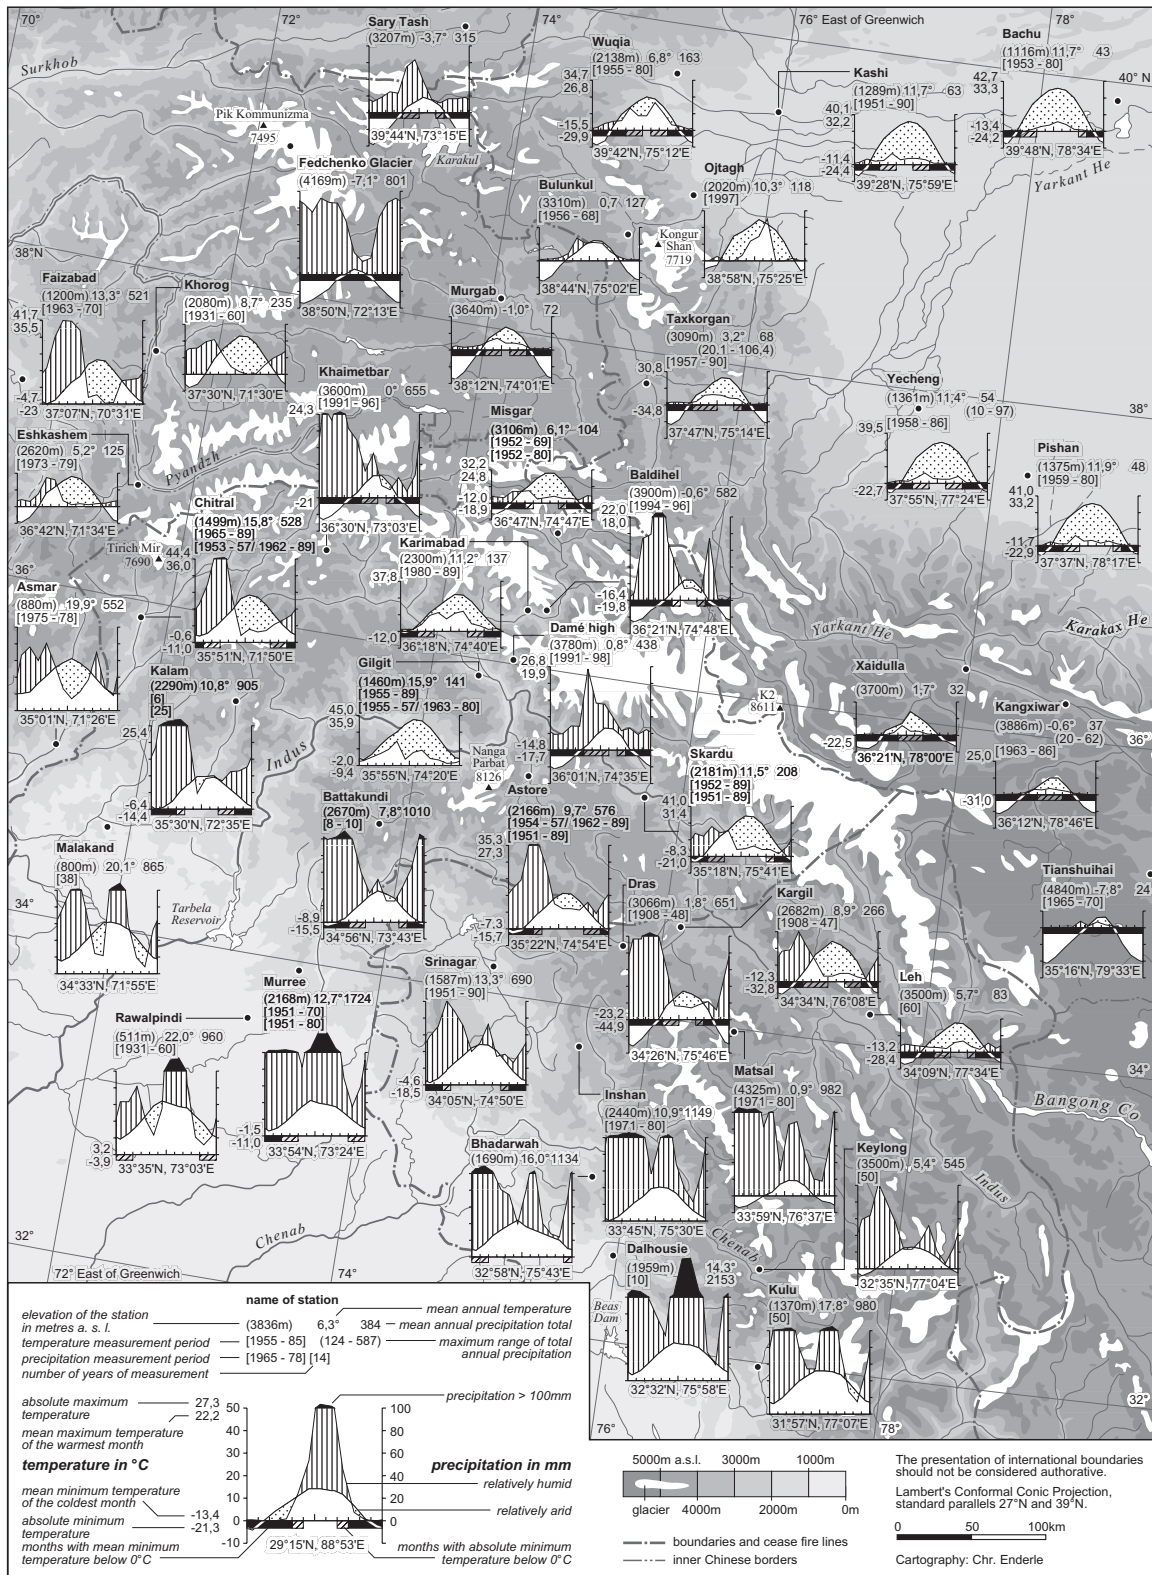 70°
72°
74°
76° East of Greenwich
78°
Sary Tash
(3207m) -3,7° 315
39°44'N, 73°15'E
Wuqia
(2138m) 6,8° 163
[1955 - 80]
34,7
26,8
-15,5
-29,9
39°42'N, 75°12'E
Kashi
(1289m) 11,7° 63
[1951 - 90]
40,1
32,2
-11,4
-24,4
39°28'N, 75°59'E
Bachu
(1116m) 11,7° 43
[1953 - 80]
42,7
33,3
-13,4
-24,2
39°48'N, 78°34'E
40° N
Surkhob
Pik Kommunizma
7495
Karakul
Yarkant He
Fedchenko Glacier
(4169m) -7,1° 801
38°50'N, 72°13'E
Bulunkul
(3310m) 0,7 127
[1956 - 68]
38°44'N, 75°02'E
Ojtagh
(2020m) 10,3° 118
[1997]
38°58'N, 75°25'E
Kongur
Shan
7719
38°N
Faizabad
(1200m) 13,3° 521
[1963 - 70]
41,7
35,5
-4,7
-23
37°07'N, 70°31'E
Khorog
(2080m) 8,7° 235
[1931 - 60]
37°30'N, 71°30'E
Murgab
(3640m) -1,0° 72
38°12'N, 74°01'E
Taxkorgan
(3090m) 3,2° 68
(20,1 - 106,4)
[1957 - 90]
30,8
-34,8
37°47'N, 75°14'E
Khaimetbar
(3600m) 0° 655
[1991 - 96]
24,3
-21
36°30'N, 73°03'E
Yecheng
(1361m) 11,4° 54
(10 - 97)
[1958 - 86]
39,5
-22,7
37°55'N, 77°24'E
38°
Eshkashem
(2620m) 5,2° 125
[1973 - 79]
36°42'N, 71°34'E
Pyandzh
Misgar
(3106m) 6,1° 104
[1952 - 69]
[1952 - 80]
32,2
24,8
-12,0
-18,9
36°47'N, 74°47'E
Baldihel
(3900m) -0,6° 582
[1994 - 96]
22,0
18,0
-16,4
-19,8
36°21'N, 74°48'E
Pishan
(1375m) 11,9° 48
[1959 - 80]
41,0
33,2
-11,7
-22,9
37°37'N, 78°17'E
Chitral
(1499m) 15,8° 528
[1965 - 89]
[1953 - 57/ 1962 - 89]
44,4
36,0
-0,6
-11,0
35°51'N, 71°50'E
Tirich Mir
7690
36°
Karimabad
(2300m) 11,2° 137
[1980 - 89]
37,8
-12,0
36°18'N, 74°40'E
Asmar
(880m) 19,9° 552
[1975 - 78]
35°01'N, 71°26'E
Damé high
(3780m) 0,8° 438
[1991 - 98]
26,8
19,9
-14,8
-17,7
36°01'N, 74°35'E
Yarkant He
Karakax He
Kalam
(2290m) 10,8° 905
[6]
[25]
25,4
-6,4
-14,4
35°30'N, 72°35'E
Gilgit
(1460m) 15,9° 141
[1955 - 89]
[1955 - 57/ 1963 - 80]
45,0
35,9
-2,0
-9,4
35°55'N, 74°20'E
Indus
Xaidulla
(3700m) 1,7° 32
-22,5
36°21'N, 78°00'E
K2
8611
Kangxiwar
(3886m) -0,6° 37
(20 - 62)
[1963 - 86]
36°
25,0
-31,0
36°12'N, 78°46'E
Nanga
Parbat
8126
Skardu
(2181m) 11,5° 208
[1952 - 89]
[1951 - 89]
41,0
31,4
-8,3
-21,0
35°18'N, 75°41'E
Battakundi
(2670m) 7,8° 1010
[8 - 10]
-8,9
-15,5
34°56'N, 73°43'E
Astore
(2166m) 9,7° 576
[1954 - 57/ 1962 - 89]
[1951 - 89]
35,3
27,3
-7,3
-15,7
35°22'N, 74°54'E
Malakand
(800m) 20,1° 865
[38]
34°33'N, 71°55'E
Tarbela
Reservoir
34°
Dras
(3066m) 1,8° 651
[1908 - 48]
-23,2
-44,9
34°26'N, 75°46'E
Kargil
(2682m) 8,9° 266
[1908 - 47]
-12,3
-32,8
34°34'N, 76°08'E
Tianshuihai
(4840m) -7,8° 24
[1965 - 70]
35°16'N, 79°33'E
Srinagar
(1587m) 13,3° 690
[1951 - 90]
-4,6
-18,5
34°05'N, 74°50'E
Murree
(2168m) 12,7° 1724
[1951 - 70]
[1951 - 80]
-1,5
-11,0
33°54'N, 73°24'E
Leh
(3500m) 5,7° 83
[60]
-13,2
-28,4
34°09'N, 77°34'E
34°
Rawalpindi
(511m) 22,0° 960
[1931 - 60]
3,2
-3,9
33°35'N, 73°03'E
Matsal
(4325m) 0,9° 982
[1971 - 80]
33°59'N, 76°37'E
Bangong Co
Inshan
(2440m) 10,9° 1149
[1971 - 80]
33°45'N, 75°30'E
Bhadarwah
(1690m) 16,0° 1134
32°58'N, 75°43'E
Keylong
(3500m) 5,4° 545
[50]
32°35'N, 77°04'E
Indus
Chenab
Chenab
32°
72° East of Greenwich
74°
Dalhousie
(1959m) 14,3°
[10] 2153
32°32'N, 75°58'E
Beas
Dam
Kulu
(1370m) 17,8° 980
[50]
31°57'N, 77°07'E
32°
76°
78°
name of station
elevation of the station
in metres a. s. l.
temperature measurement period
precipitation measurement period
number of years of measurement
(3836m) 6,3° 384
[1955 - 85] (124 - 587)
[1965 - 78] [14]
mean annual temperature
mean annual precipitation total
maximum range of total
annual precipitation
absolute maximum
temperature
27,3
22,2
mean maximum temperature
of the warmest month
temperature in °C
mean minimum temperature
of the coldest month
-13,4
absolute minimum
temperature
-21,3
months with mean minimum
temperature below 0°C
50
40
30
20
10
0
-10
100
80
60
40
20
0
29°15'N, 88°53'E
precipitation > 100mm
precipitation in mm
relatively humid
relatively arid
months with absolute minimum
temperature below 0°C
5000m a.s.l. 3000m 1000m
glacier 4000m 2000m 0m
boundaries and cease fire lines
inner Chinese borders
The presentation of international boundaries
should not be considered authorative.
Lambert's Conformal Conic Projection,
standard parallels 27°N and 39°N.
0 50 100km
Cartography: Chr. Enderle